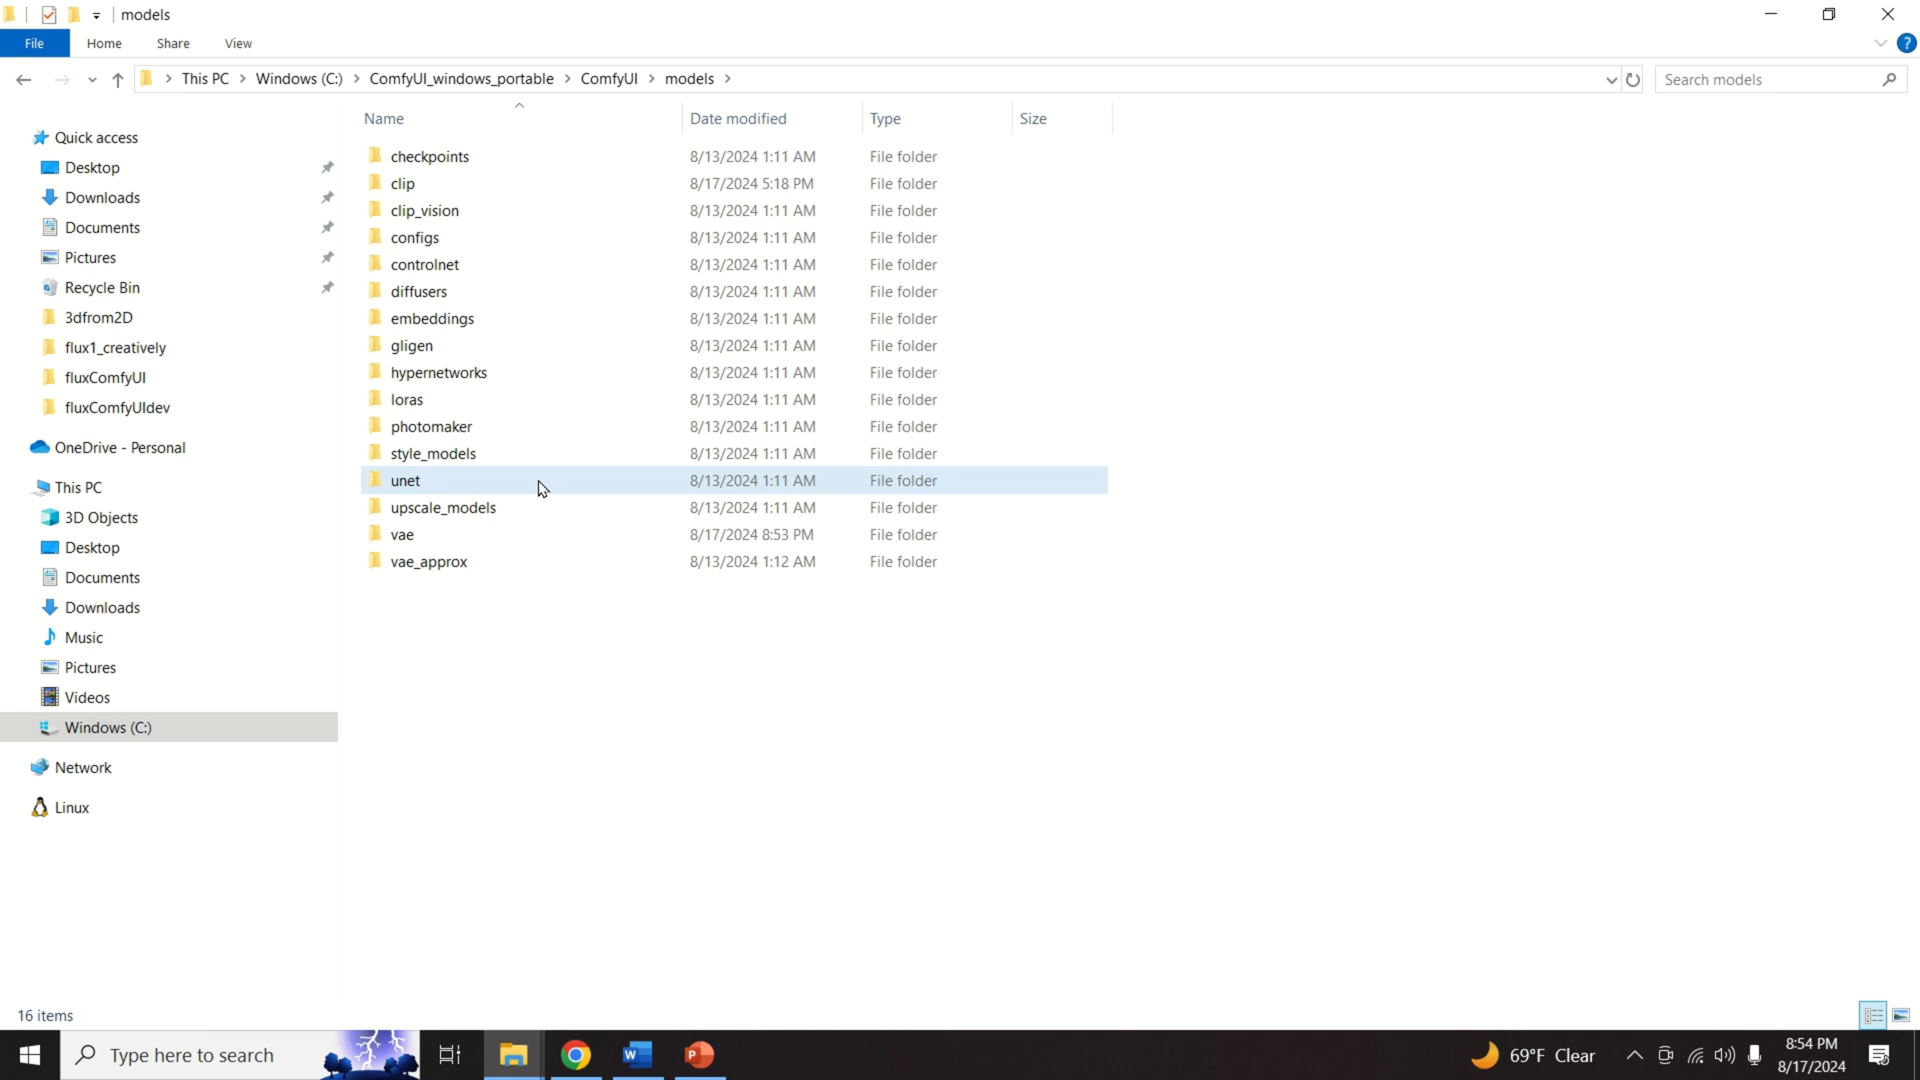 models
File Home Share View
This PC Windows (C:) ComfyUI_windows_portable ComfyUI models Search models
Name Date modified Type Size
Quick access
Desktop
Downloads
Documents
Pictures
Recycle Bin
3dfrom2D
flux1_creatively
fluxComfyUI
fluxComfyUIdev
OneDrive - Personal
This PC
3D Objects
Desktop
Documents
Downloads
Music
Pictures
Videos
Windows (C:)
Network
Linux
checkpoints 8/13/2024 1:11 AM File folder
clip 8/17/2024 5:18 PM File folder
clip_vision 8/13/2024 1:11 AM File folder
configs 8/13/2024 1:11 AM File folder
controlnet 8/13/2024 1:11 AM File folder
diffusers 8/13/2024 1:11 AM File folder
embeddings 8/13/2024 1:11 AM File folder
gligen 8/13/2024 1:11 AM File folder
hypernetworks 8/13/2024 1:11 AM File folder
loras 8/13/2024 1:11 AM File folder
photomaker 8/13/2024 1:11 AM File folder
style_models 8/13/2024 1:11 AM File folder
unet 8/13/2024 1:11 AM File folder
upscale_models 8/13/2024 1:11 AM File folder
vae 8/17/2024 8:53 PM File folder
vae_approx 8/13/2024 1:12 AM File folder
16 items
Type here to search
69°F Clear
8:54 PM
8/17/2024